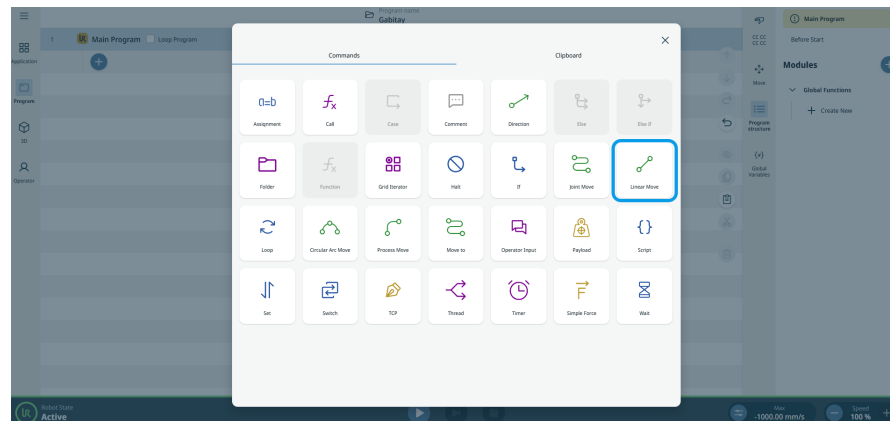 Program name
Gabitay
1 Main Program Loop Program
Application
Program
3D
Operator
Commands Clipboard
a=b
Assignment Call Case Comment Direction Else Else If
Folder Function Grid Iterator Halt If Joint Move Linear Move
Loop Circular Arc Move Process Move Move to Operator Input Payload Script
Set Switch TCP Thread Timer Simple Force Wait
Move
Program structure
{x}
Global Variables
Main Program
Before Start
Modules
Global Functions
Create New
Robot State
Active
Max
-1000.00 mm/s
Speed
100 %